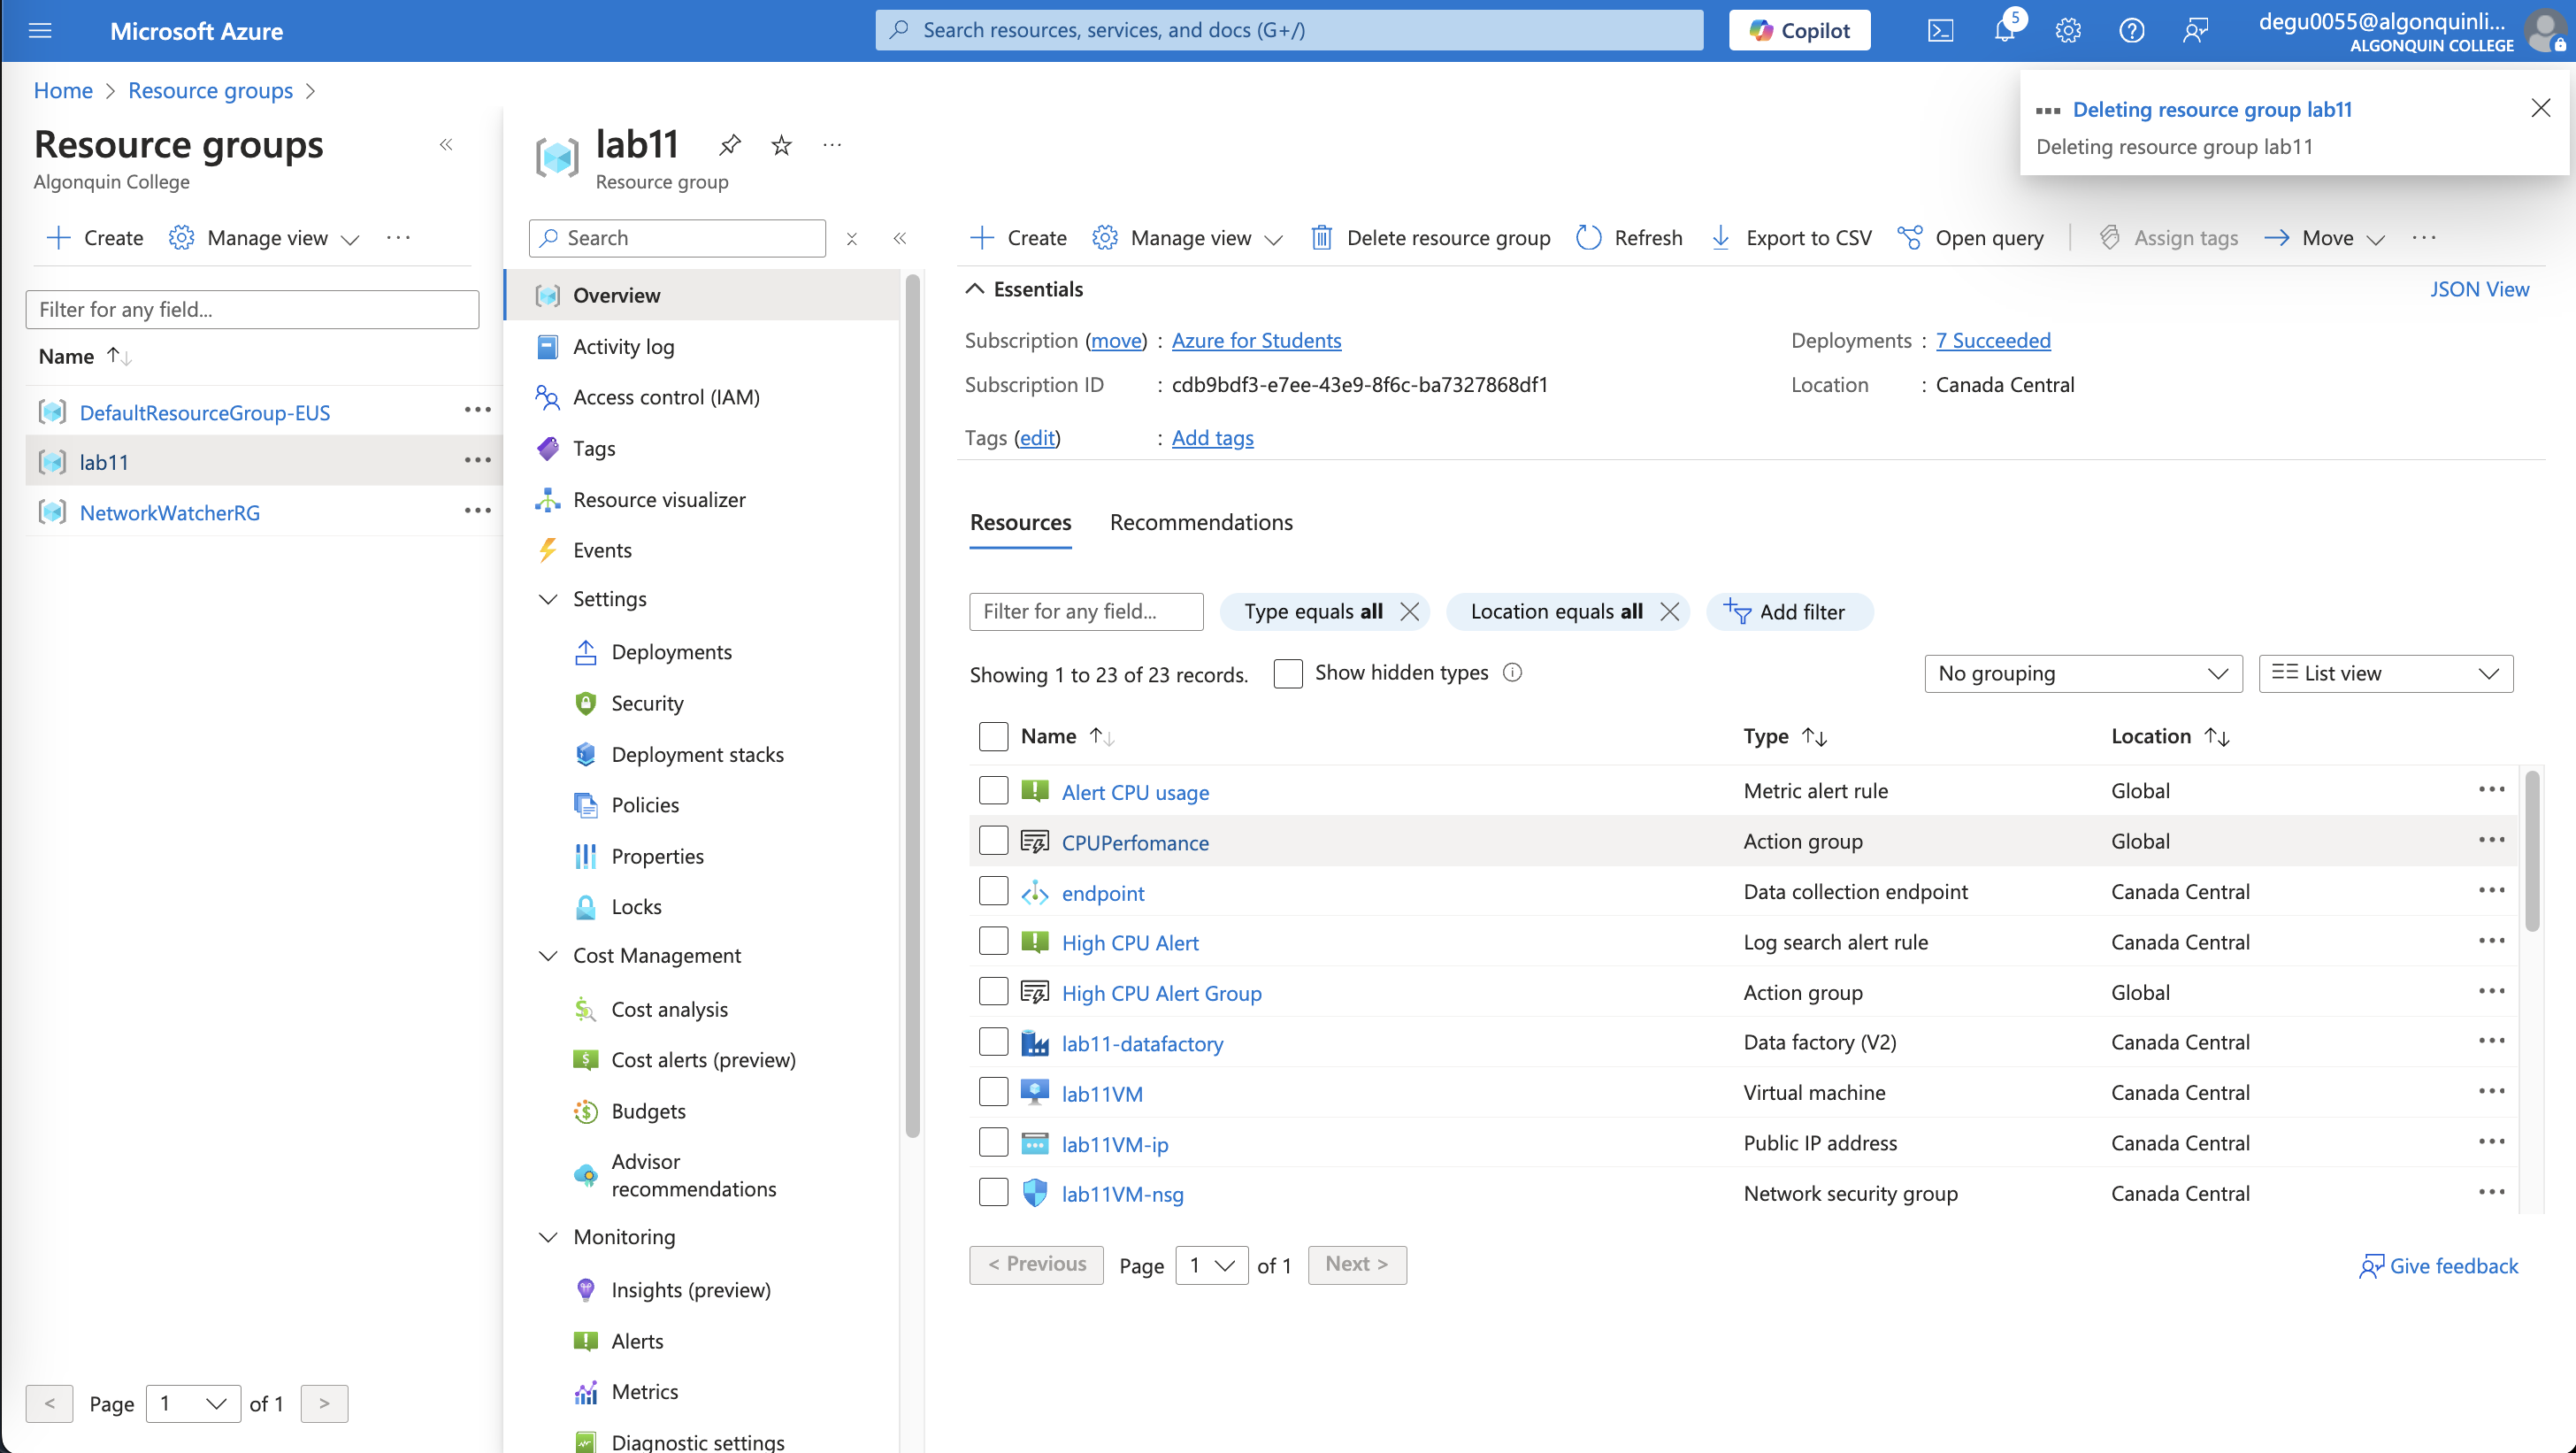 Microsoft Azure
Search resources, services, and docs (G+/)
Copilot
5
degu0055@algonquinli...
ALGONQUIN COLLEGE
Home > Resource groups >
Deleting resource group lab11
Deleting resource group lab11
Resource groups
Algonquin College
Create
Manage view
Filter for any field...
Name
DefaultResourceGroup-EUS
lab11
NetworkWatcherRG
< Page 1 of 1 >
lab11
Resource group
Search
Overview
Activity log
Access control (IAM)
Tags
Resource visualizer
Events
Settings
Deployments
Security
Deployment stacks
Policies
Properties
Locks
Cost Management
Cost analysis
Cost alerts (preview)
Budgets
Advisor
recommendations
Monitoring
Insights (preview)
Alerts
Metrics
Diagnostic settings
Create Manage view Delete resource group Refresh Export to CSV Open query Assign tags Move
Essentials
JSON View
Subscription (move) : Azure for Students
Deployments : 7 Succeeded
Subscription ID : cdb9bdf3-e7ee-43e9-8f6c-ba7327868df1
Location : Canada Central
Tags (edit) : Add tags
Resources Recommendations
Filter for any field... Type equals all Location equals all Add filter
Showing 1 to 23 of 23 records. Show hidden types No grouping List view
Name Type Location
Alert CPU usage Metric alert rule Global
CPUPerfomance Action group Global
endpoint Data collection endpoint Canada Central
High CPU Alert Log search alert rule Canada Central
High CPU Alert Group Action group Global
lab11-datafactory Data factory (V2) Canada Central
lab11VM Virtual machine Canada Central
lab11VM-ip Public IP address Canada Central
lab11VM-nsg Network security group Canada Central
< Previous Page 1 of 1 Next >
Give feedback